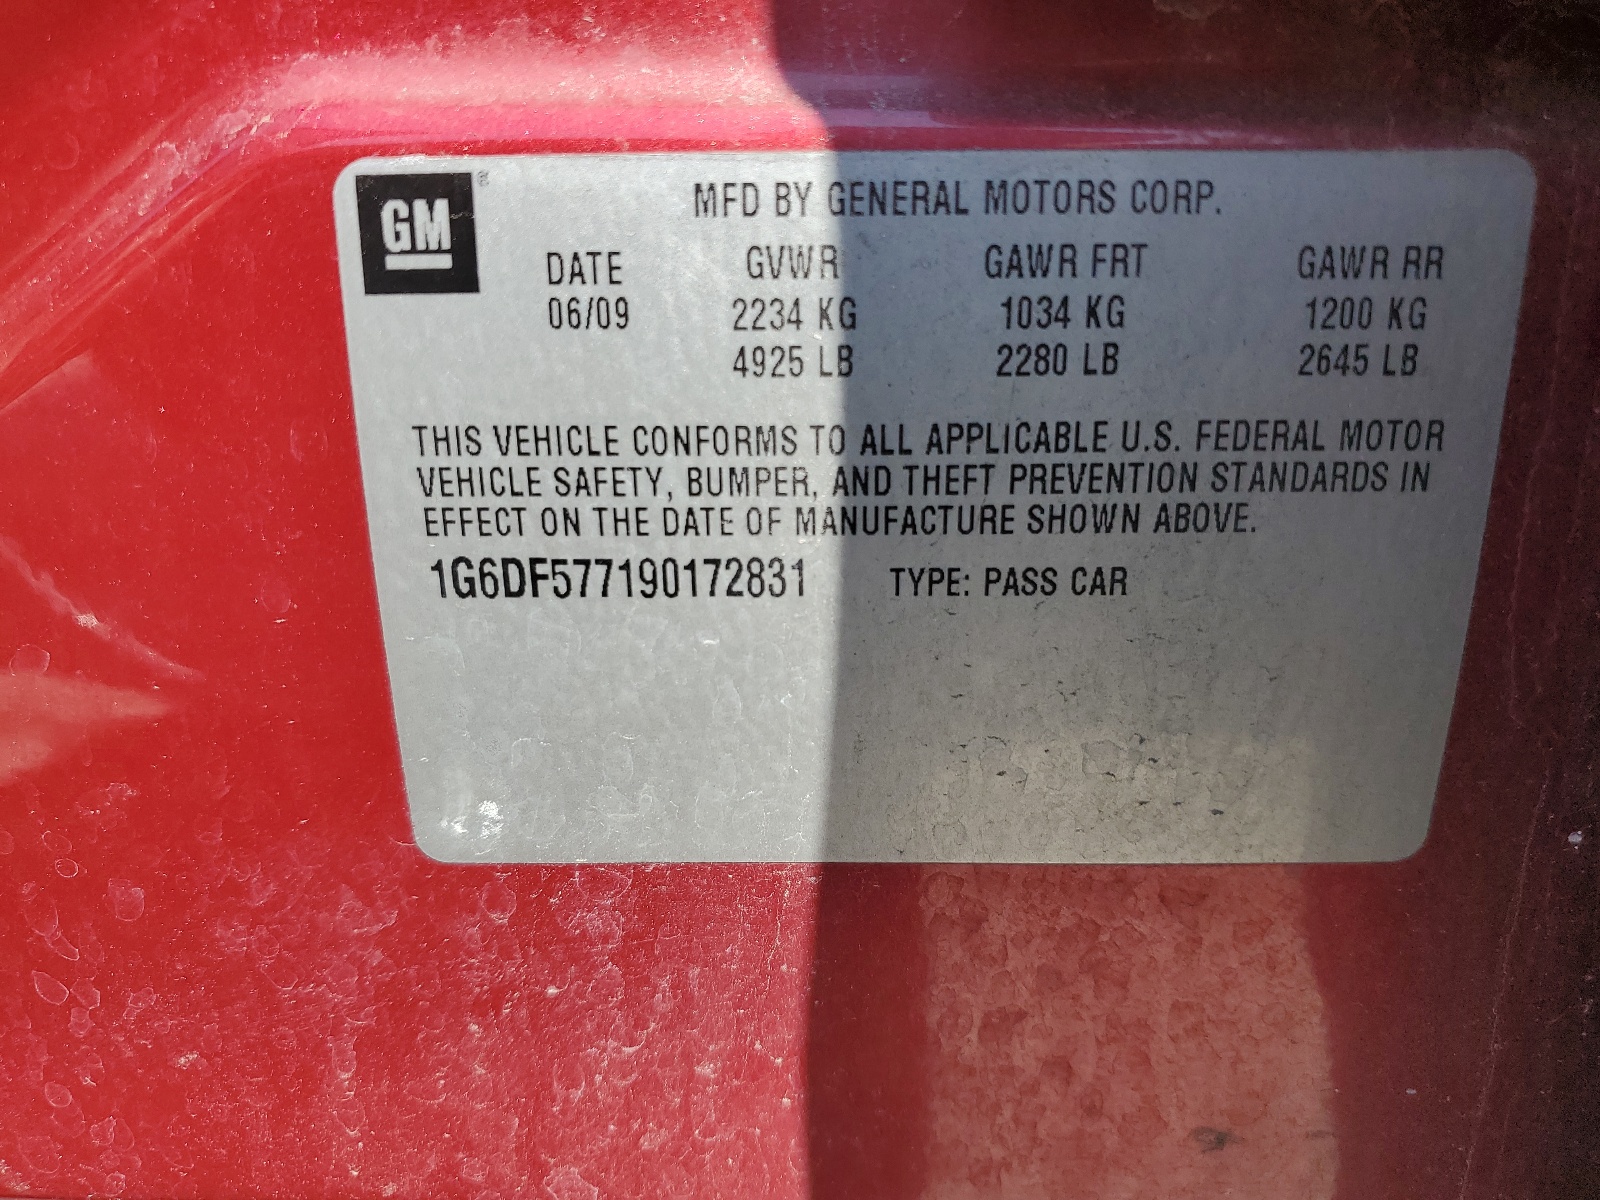 GM
MFD BY GENERAL MOTORS CORP.
DATE GVWR GAWR FRT GAWR RR
06/09 2234 KG 1034 KG 1200 KG
4925 LB 2280 LB 2645 LB
THIS VEHICLE CONFORMS TO ALL APPLICABLE U.S. FEDERAL MOTOR
VEHICLE SAFETY, BUMPER, AND THEFT PREVENTION STANDARDS IN
EFFECT ON THE DATE OF MANUFACTURE SHOWN ABOVE.
1G6DF577190172831 TYPE: PASS CAR